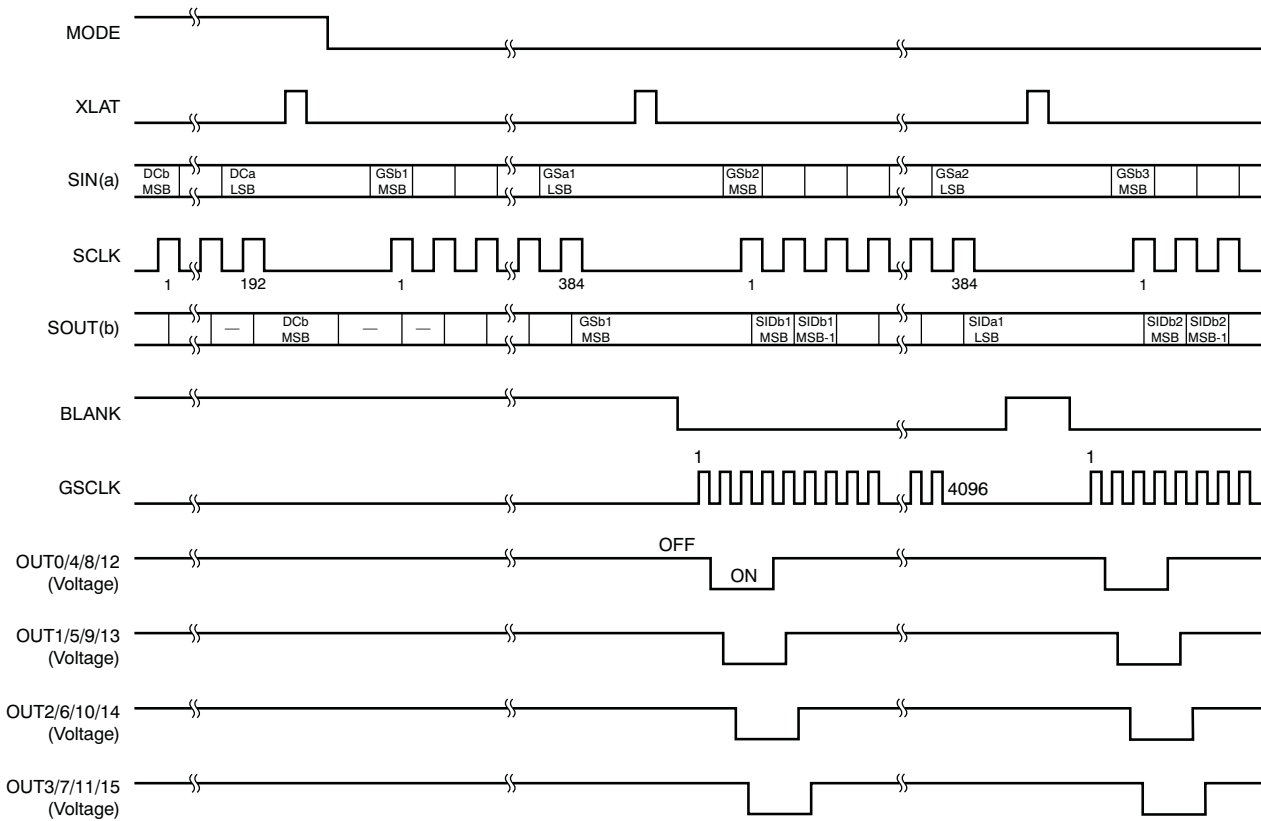 MODE
XLAT
SIN(a)
DCb
MSB
DCa
LSB
GSb1
MSB
GSa1
LSB
GSb2
MSB
GSa2
LSB
GSb3
MSB
SCLK
1
192
1
384
1
384
1
SOUT(b)
—
DCb
MSB
—
—
GSb1
MSB
SIDb1
MSB
SIDb1
MSB-1
SIDa1
LSB
SIDb2
MSB
SIDb2
MSB-1
BLANK
1
1
GSCLK
4096
OFF
OUT0/4/8/12
(Voltage)
ON
OUT1/5/9/13
(Voltage)
OUT2/6/10/14
(Voltage)
OUT3/7/11/15
(Voltage)